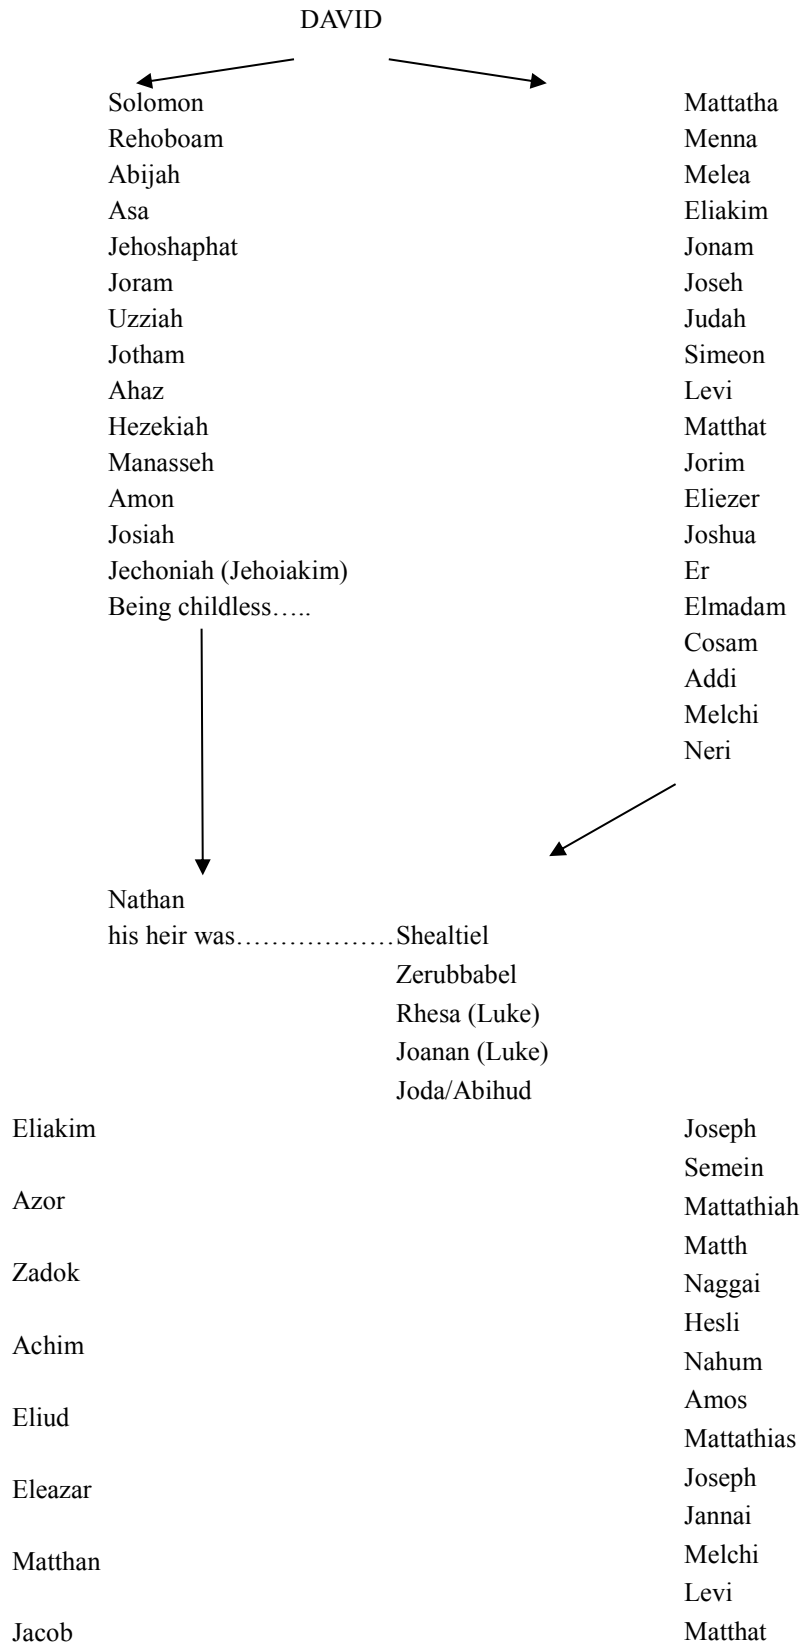 DAVID
Solomon
Rehoboam
Abijah
Asa
Jehoshaphat
Joram
Uzziah
Jotham
Ahaz
Hezekiah
Manasseh
Amon
Josiah
Jechoniah (Jehoiakim)
Being childless…..
Mattatha
Menna
Melea
Eliakim
Jonam
Joseh
Judah
Simeon
Levi
Matthat
Jorim
Eliezer
Joshua
Er
Elmadam
Cosam
Addi
Melchi
Neri
Nathan
his heir was………………Shealtiel
Zerubbabel
Rhesa (Luke)
Joanan (Luke)
Joda/Abihud
Eliakim
Azor
Zadok
Achim
Eliud
Eleazar
Matthan
Jacob
Joseph
Semein
Mattathiah
Matth
Naggai
Hesli
Nahum
Amos
Mattathias
Joseph
Jannai
Melchi
Levi
Matthat